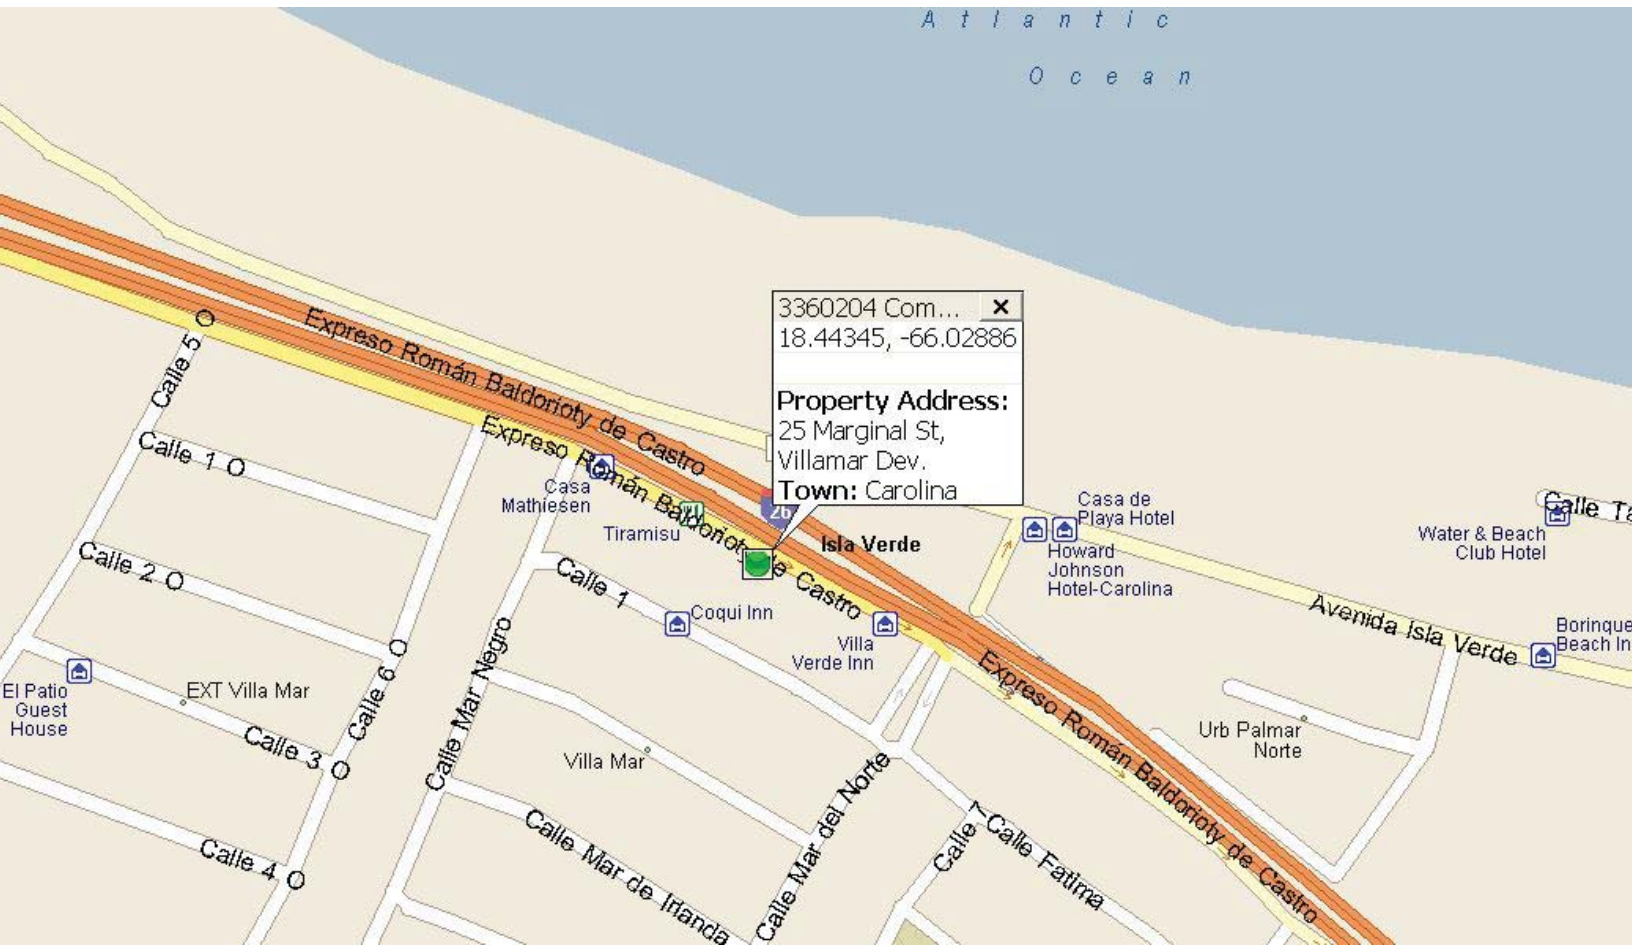 Atlantic
Ocean
3360204 Com...
18.44345, -66.02886
Property Address:
25 Marginal St,
Villamar Dev.
Town: Carolina
Expreso Román Baldorioty de Castro
Expreso Román Baldorioty de Castro
Expreso Román Baldorioty de Castro
26
Isla Verde
Calle 5 O
Calle 1 O
Calle 2 O
Calle 3 O
Calle 4 O
Calle 6 O
Casa
Mathiesen
Tiramisu
Calle 1
Coqui Inn
Villa
Verde Inn
Casa de
Playa Hotel
Howard
Johnson
Hotel-Carolina
Calle Ta
Water & Beach
Club Hotel
Avenida Isla Verde
Borinque
Beach In
El Patio
Guest
House
EXT Villa Mar
Calle Mar Negro
Villa Mar
Urb Palmar
Norte
Calle Mar de Irlanda
Calle Mar del Norte
Calle 7
Calle Fatima